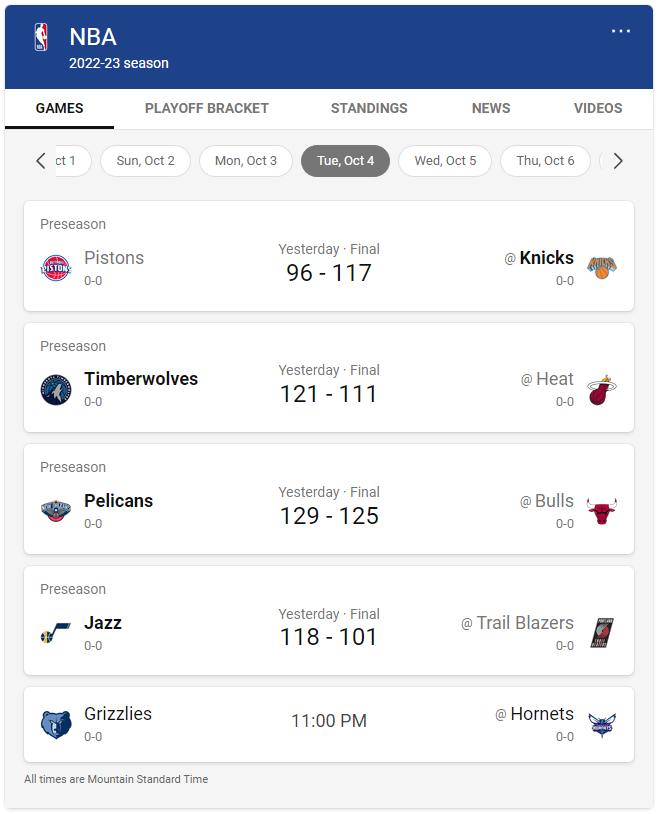 NBA
2022-23 season
GAMES PLAYOFF BRACKET STANDINGS NEWS VIDEOS
ct 1 Sun, Oct 2 Mon, Oct 3 Tue, Oct 4 Wed, Oct 5 Thu, Oct 6
Preseason
Yesterday · Final
Pistons 96 - 117 @ Knicks
0-0 0-0
Preseason
Yesterday · Final
Timberwolves 121 - 111 @ Heat
0-0 0-0
Preseason
Yesterday · Final
Pelicans 129 - 125 @ Bulls
0-0 0-0
Preseason
Yesterday · Final
Jazz 118 - 101 @ Trail Blazers
0-0 0-0
Grizzlies 11:00 PM @ Hornets
0-0 0-0
All times are Mountain Standard Time